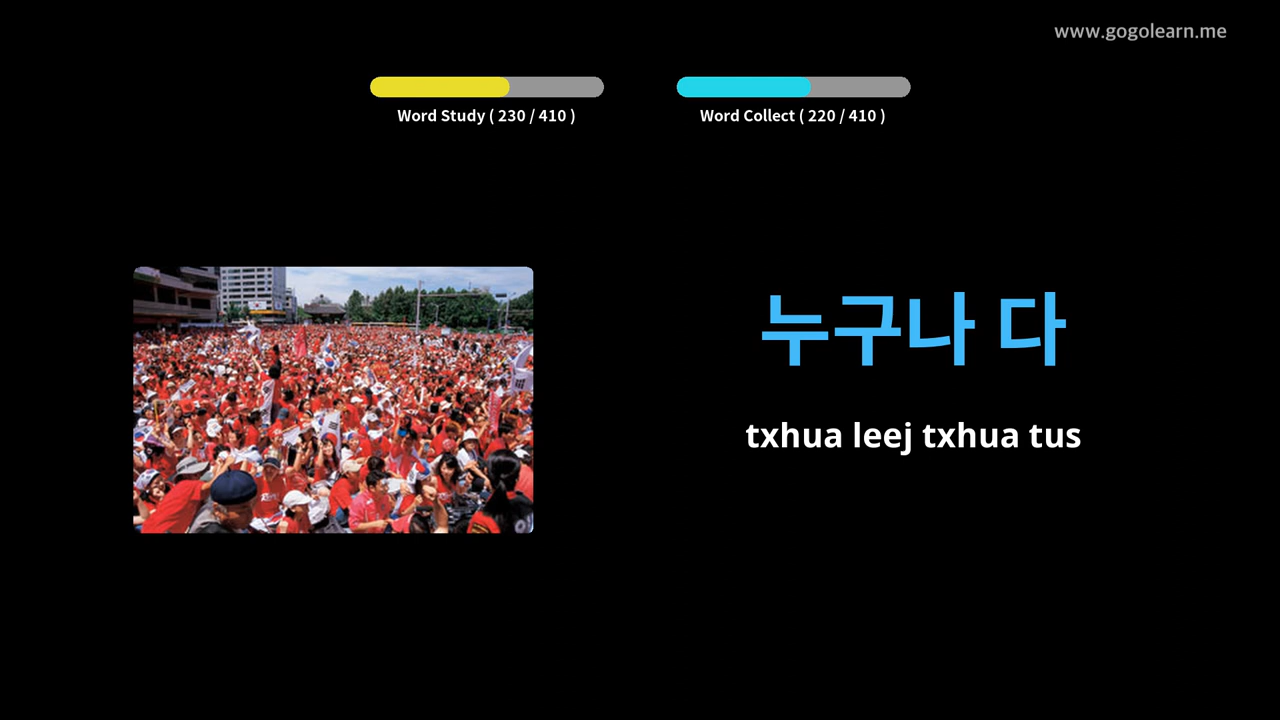 www.gogolearn.me
Word Study ( 230 / 410 )
Word Collect ( 220 / 410 )
누구나 다
txhua leej txhua tus